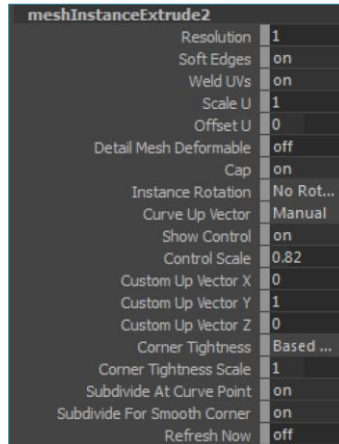 meshInstanceExtrude2
Resolution 1
Soft Edges on
Weld UVs on
Scale U 1
Offset U 0
Detail Mesh Deformable off
Cap on
Instance Rotation No Rot...
Curve Up Vector Manual
Show Control on
Control Scale 0.82
Custom Up Vector X 0
Custom Up Vector Y 1
Custom Up Vector Z 0
Corner Tightness Based ...
Corner Tightness Scale 1
Subdivide At Curve Point on
Subdivide For Smooth Corner on
Refresh Now off